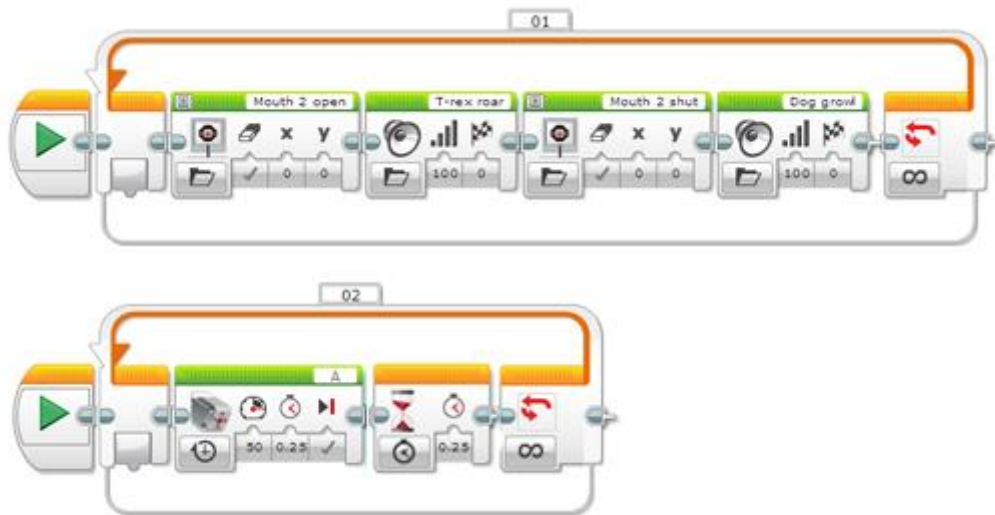 01
Mouth 2 open
T-rex roar
Mouth 2 shut
Dog growl
x y
x y
0 0
100 0
0 0
100 0
02
A
50 0.25
0.25